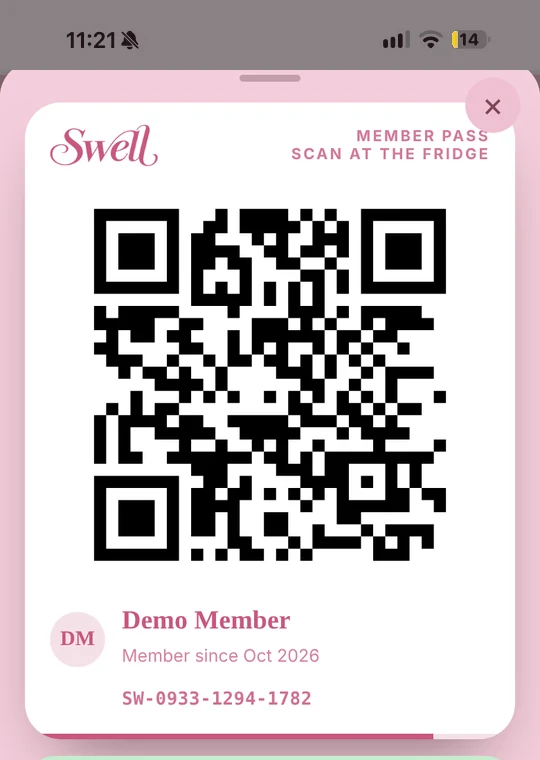 11:21
14
Swell
MEMBER PASS
SCAN AT THE FRIDGE
DM
Demo Member
Member since Oct 2026
SW-0933-1294-1782